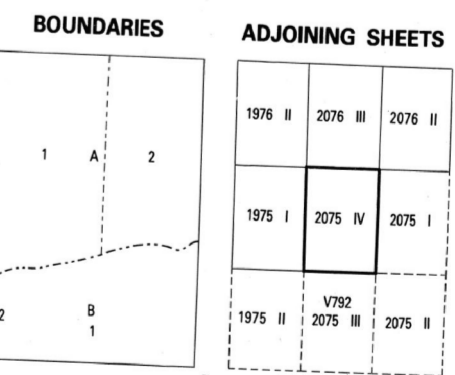 BOUNDARIES
1 A 2
2 B
1
ADJOINING SHEETS
1976 II 2076 III 2076 II
1975 I 2075 IV 2075 I
V792
1975 II 2075 III 2075 II